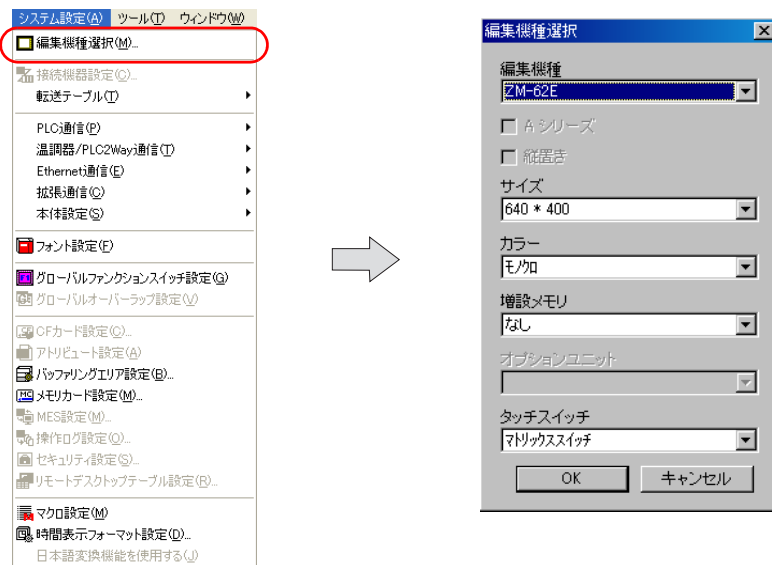 システム設定(A) ツール(T) ウィンドウ(W)
編集機種選択(M)...
接続機器設定(C)...
転送テーブル(T)
PLC通信(P)
温調器/PLC2Way通信(T)
Ethernet通信(E)
拡張通信(C)
本体設定(S)
フォント設定(F)
グローバルファンクションスイッチ設定(G)
グローバルオーバーラップ設定(V)
CFカード設定(C)...
アトリビュート設定(A)
バッファリングエリア設定(B)...
メモリカード設定(M)...
MES設定(M)...
操作ログ設定(O)...
セキュリティ設定(S)...
リモートデスクトップテーブル設定(R)...
マクロ設定(M)
時間表示フォーマット設定(D)...
日本語変換機能を使用する(J)
編集機種選択
編集機種
ZM-62E
A シリーズ
縦置き
サイズ
640 * 400
カラー
モノクロ
増設メモリ
なし
オプションユニット
タッチスイッチ
マトリックススイッチ
OK キャンセル